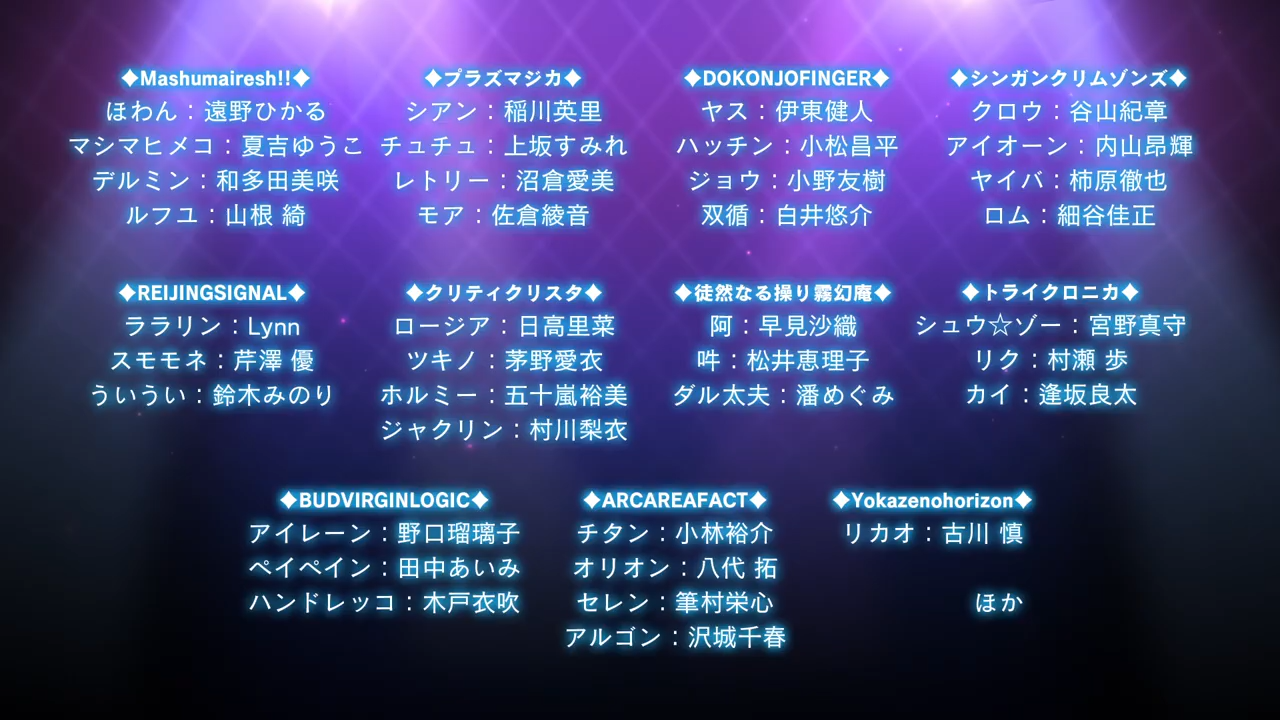 ◆Mashumairesh!!◆
ほわん：遠野ひかる
マシマヒメコ：夏吉ゆうこ
デルミン：和多田美咲
ルフユ：山根 綺
◆プラズマジカ◆
シアン：稲川英里
チュチュ：上坂すみれ
レトリー：沼倉愛美
モア：佐倉綾音
◆DOKONJOFINGER◆
ヤス：伊東健人
ハッチン：小松昌平
ジョウ：小野友樹
双循：白井悠介
◆シンガンクリムゾンズ◆
クロウ：谷山紀章
アイオーン：内山昂輝
ヤイバ：柿原徹也
ロム：細谷佳正
◆REIJINGSIGNAL◆
ララリン：Lynn
スモモネ：芹澤 優
ういうい：鈴木みのり
◆クリティクリスタ◆
ロージア：日高里菜
ツキノ：茅野愛衣
ホルミー：五十嵐裕美
ジャクリン：村川梨衣
◆徒然なる操り霧幻庵◆
阿：早見沙織
吽：松井恵理子
ダル太夫：潘めぐみ
◆トライクロニカ◆
シュウ☆ゾー：宮野真守
リク：村瀬 歩
カイ：逢坂良太
◆BUDVIRGINLOGIC◆
アイレーン：野口瑠璃子
ペイペイン：田中あいみ
ハンドレッコ：木戸衣吹
◆ARCAREAFACT◆
チタン：小林裕介
オリオン：八代 拓
セレン：筆村栄心
アルゴン：沢城千春
◆Yokazenohorizon◆
リカオ：古川 慎
ほか